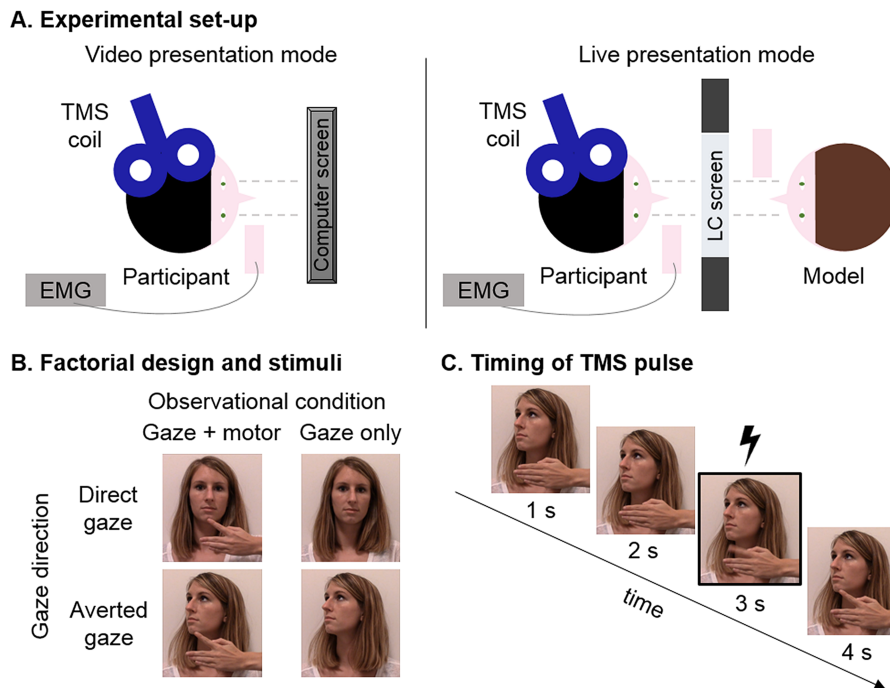 A. Experimental set-up
Video presentation mode
TMS
coil
Computer screen
Participant
EMG
Live presentation mode
TMS
coil
LC screen
Participant
Model
EMG
B. Factorial design and stimuli
Observational condition
Gaze + motor
Gaze only
Gaze direction
Direct
gaze
Averted
gaze
C. Timing of TMS pulse
1 s
2 s
3 s
4 s
time